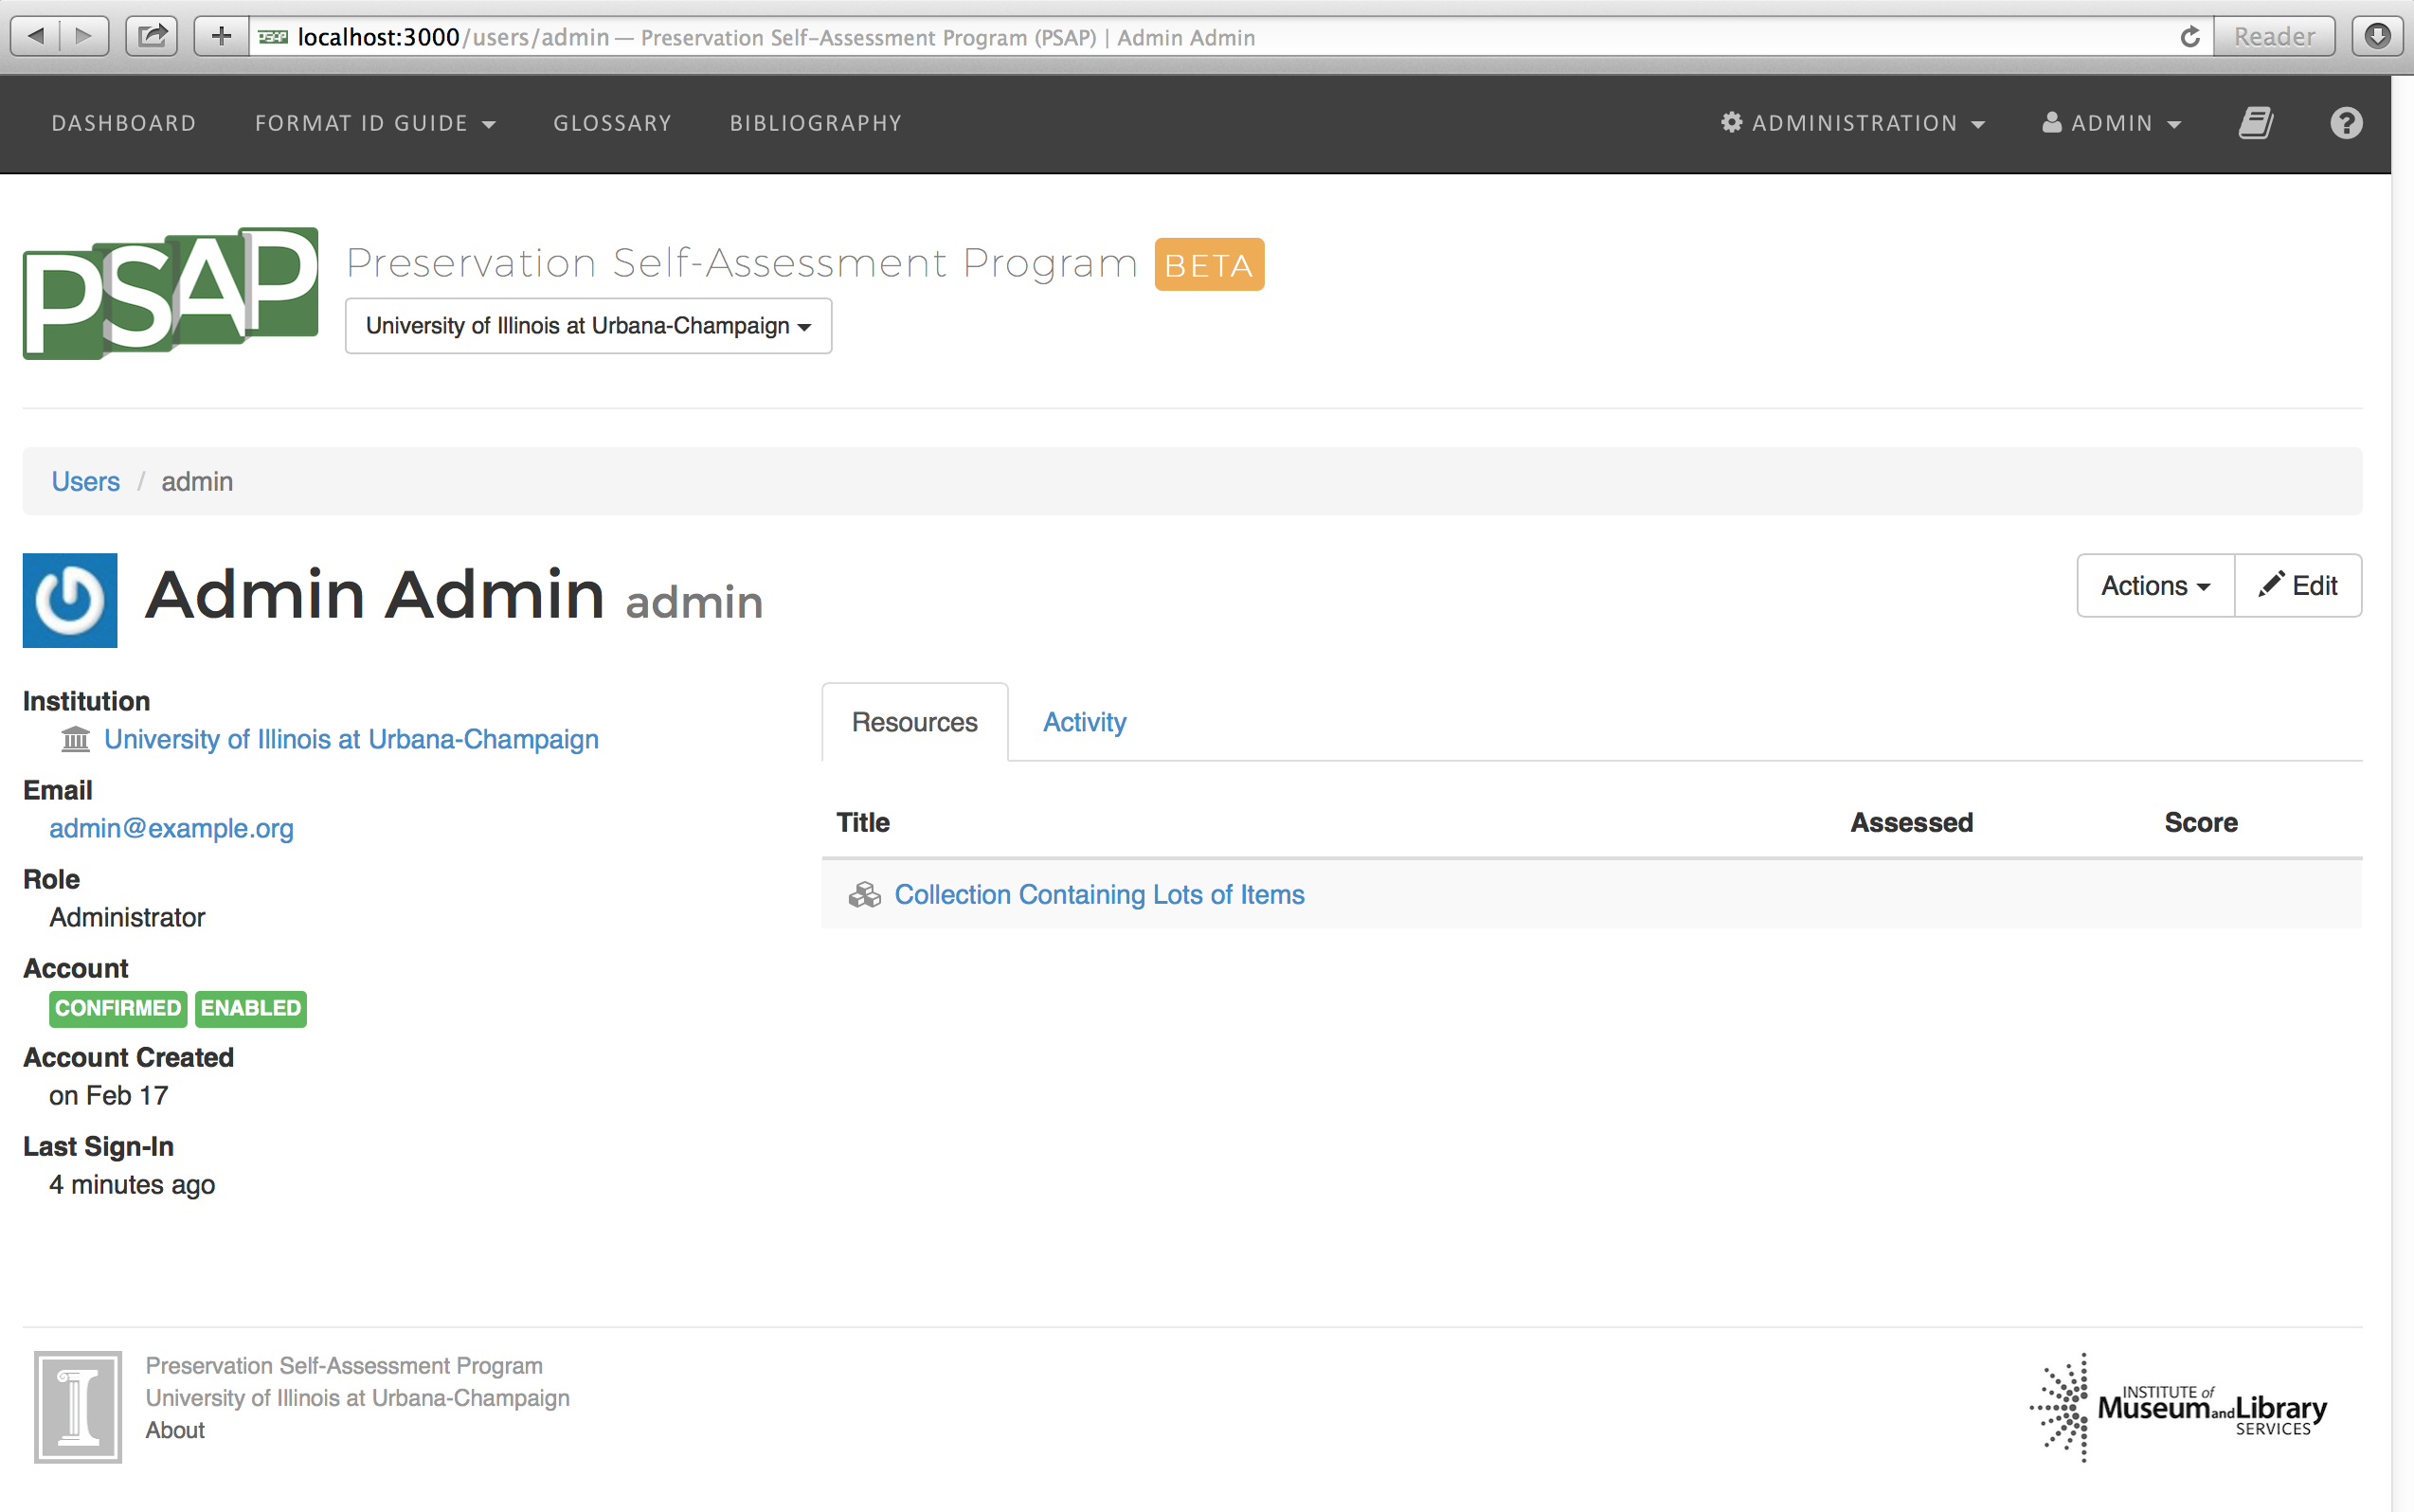 localhost:3000/users/admin — Preservation Self-Assessment Program (PSAP) | Admin Admin
Reader
DASHBOARD
FORMAT ID GUIDE
GLOSSARY
BIBLIOGRAPHY
ADMINISTRATION
ADMIN
PSAP
Preservation Self-Assessment Program BETA
University of Illinois at Urbana-Champaign
Users / admin
Admin Admin admin
Actions
Edit
Institution
University of Illinois at Urbana-Champaign
Email
admin@example.org
Role
Administrator
Account
CONFIRMED ENABLED
Account Created
on Feb 17
Last Sign-In
4 minutes ago
Resources
Activity
Title Assessed Score
Collection Containing Lots of Items
Preservation Self-Assessment Program
University of Illinois at Urbana-Champaign
About
INSTITUTE of
Museum and Library
SERVICES